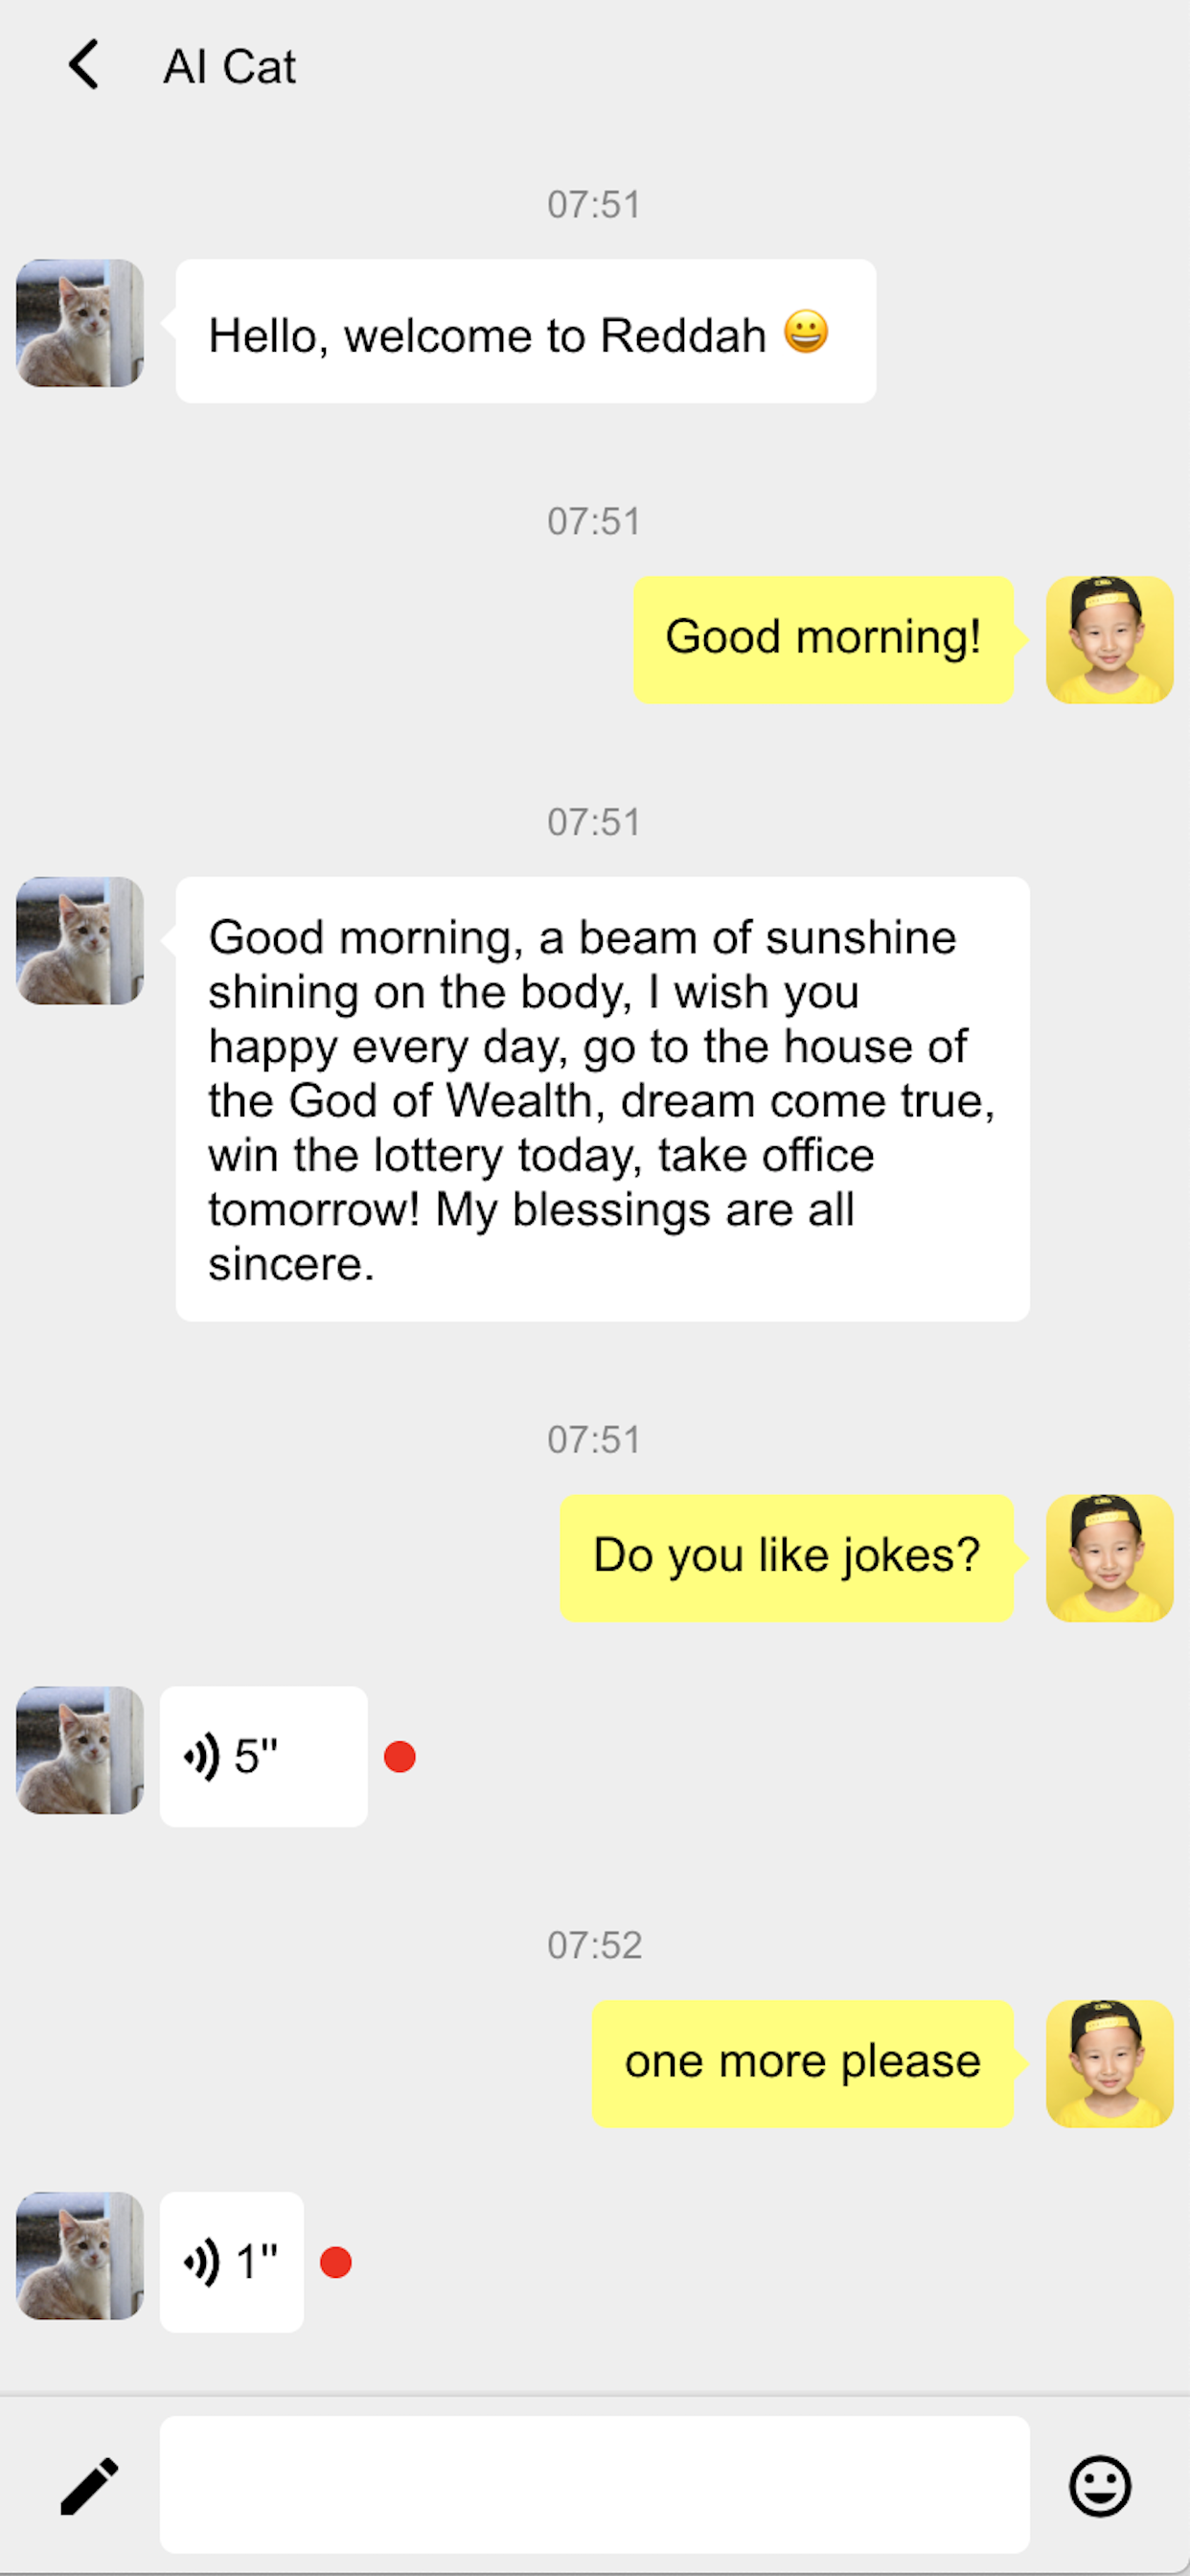 AI Cat
07:51
Hello, welcome to Reddah 😀
07:51
Good morning!
07:51
Good morning, a beam of sunshine
shining on the body, I wish you
happy every day, go to the house of
the God of Wealth, dream come true,
win the lottery today, take office
tomorrow! My blessings are all
sincere.
07:51
Do you like jokes?
5"
07:52
one more please
1"